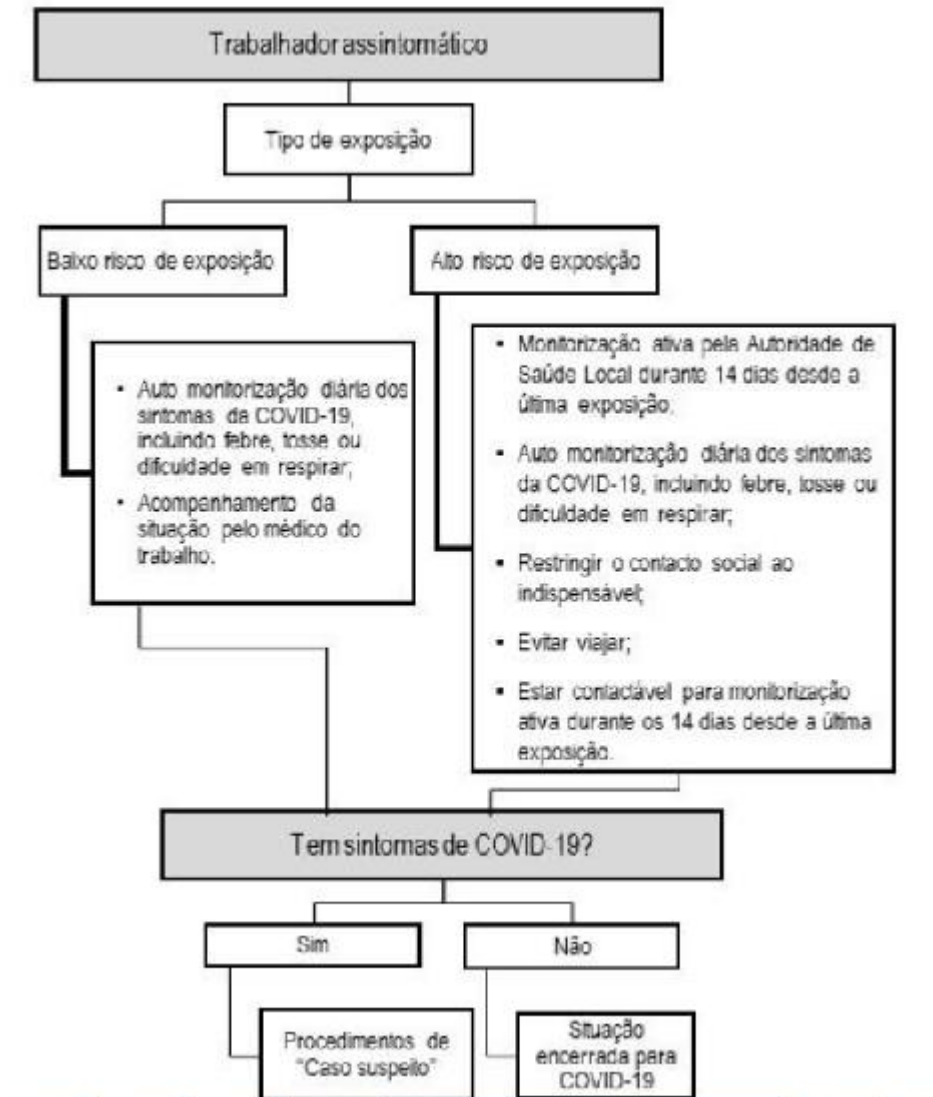 Trabalhador assintomático
Tipo de exposição
Baixo risco de exposição
Alto risco de exposição
• Auto monitorização diária dos
sintomas da COVID-19,
incluindo febre, tosse ou
dificuldade em respirar;
• Acompanhamento da
situação pelo médico do
trabalho.
• Monitorização ativa pela Autoridade de
Saúde Local durante 14 dias desde a
última exposição;
• Auto monitorização diária dos sintomas
da COVID-19, incluindo febre, tosse ou
dificuldade em respirar;
• Restringir o contacto social ao
indispensável;
• Evitar viajar;
• Estar contactável para monitorização
ativa durante os 14 dias desde a última
exposição.
Tem sintomas de COVID-19?
Sim
Não
Procedimentos de
"Caso suspeito"
Situação
encerrada para
COVID-19